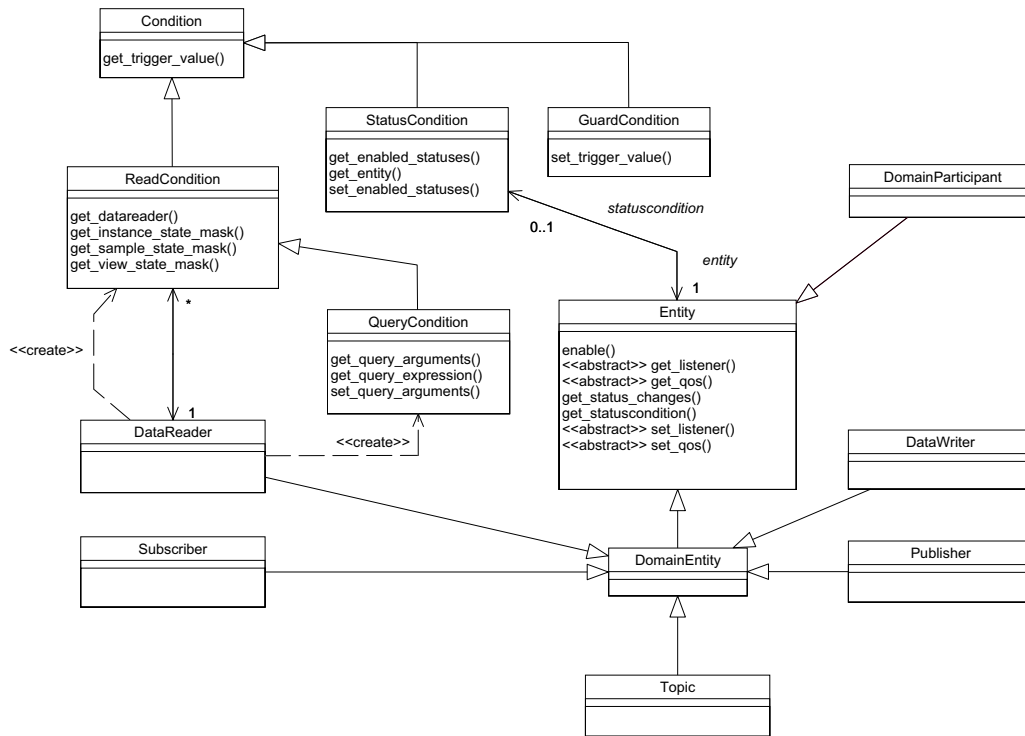 Condition
get_trigger_value()
StatusCondition
get_enabled_statuses()
get_entity()
set_enabled_statuses()
GuardCondition
set_trigger_value()
ReadCondition
get_datareader()
get_instance_state_mask()
get_sample_state_mask()
get_view_state_mask()
DomainParticipant
statuscondition
0..1
entity
1
*
<<create>>
QueryCondition
get_query_arguments()
get_query_expression()
set_query_arguments()
Entity
enable()
<<abstract>> get_listener()
<<abstract>> get_qos()
get_status_changes()
get_statuscondition()
<<abstract>> set_listener()
<<abstract>> set_qos()
1
DataReader
<<create>>
DataWriter
Subscriber
DomainEntity
Publisher
Topic